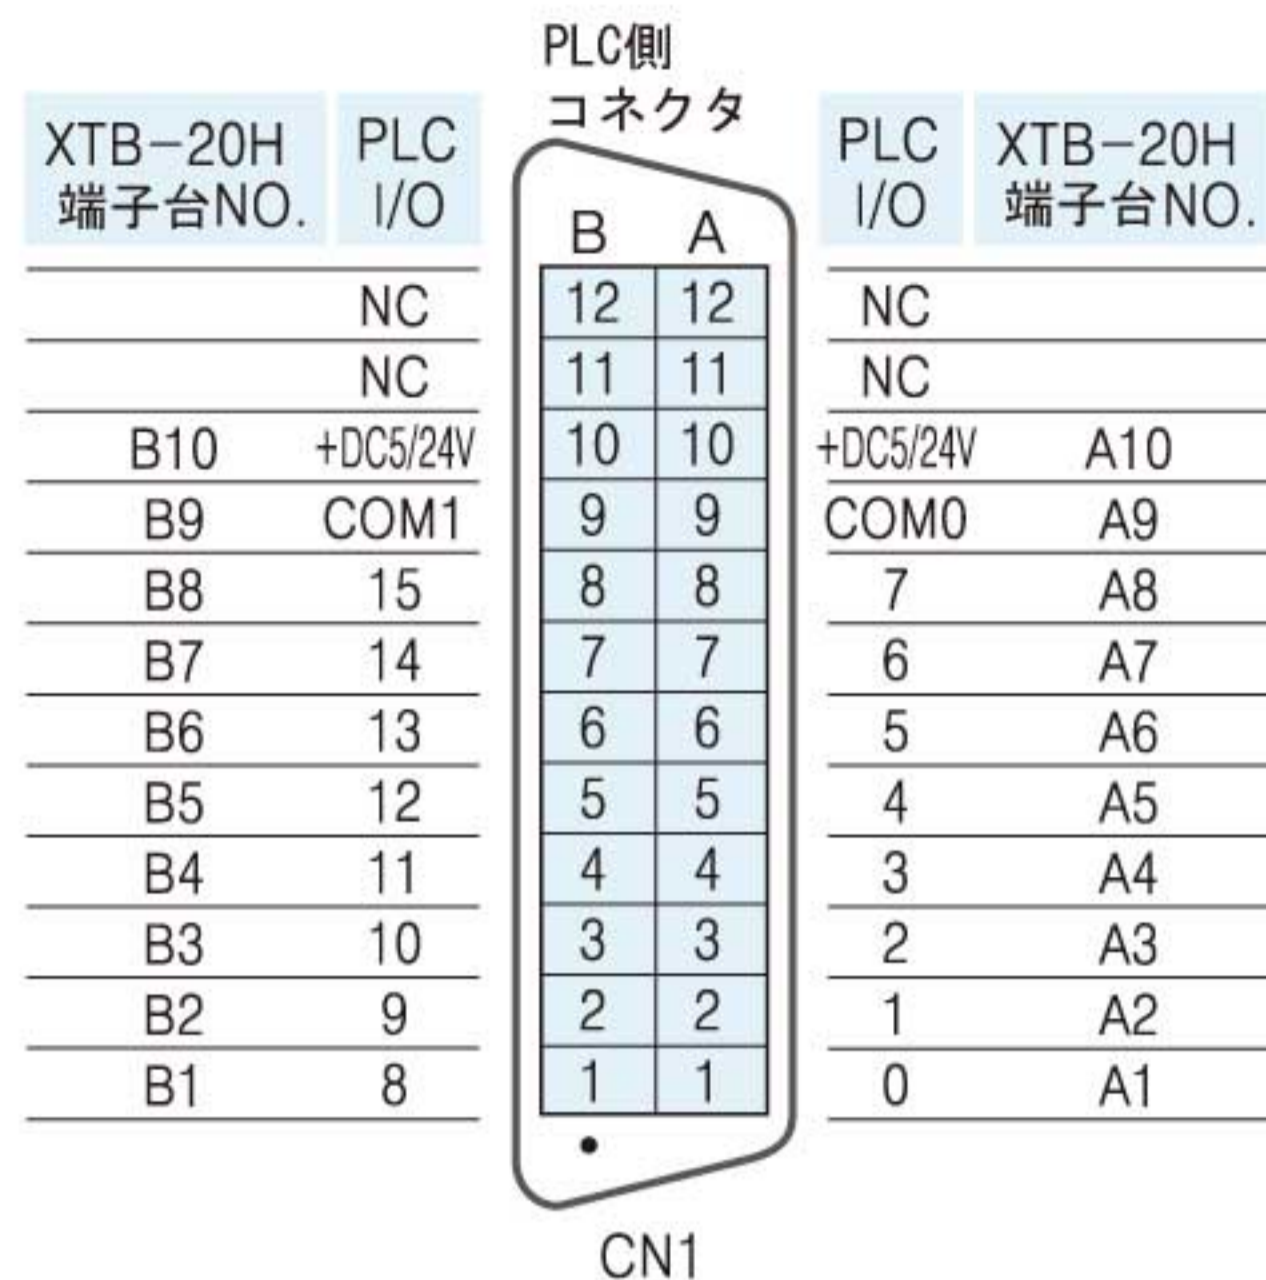 PLC側
コネクタ
XTB−20H 端子台NO. PLC I/O B A PLC I/O XTB−20H 端子台NO.
NC 12 12 NC
NC 11 11 NC
B10 +DC5/24V 10 10 +DC5/24V A10
B9 COM1 9 9 COM0 A9
B8 15 8 8 7 A8
B7 14 7 7 6 A7
B6 13 6 6 5 A6
B5 12 5 5 4 A5
B4 11 4 4 3 A4
B3 10 3 3 2 A3
B2 9 2 2 1 A2
B1 8 1 1 0 A1
CN1